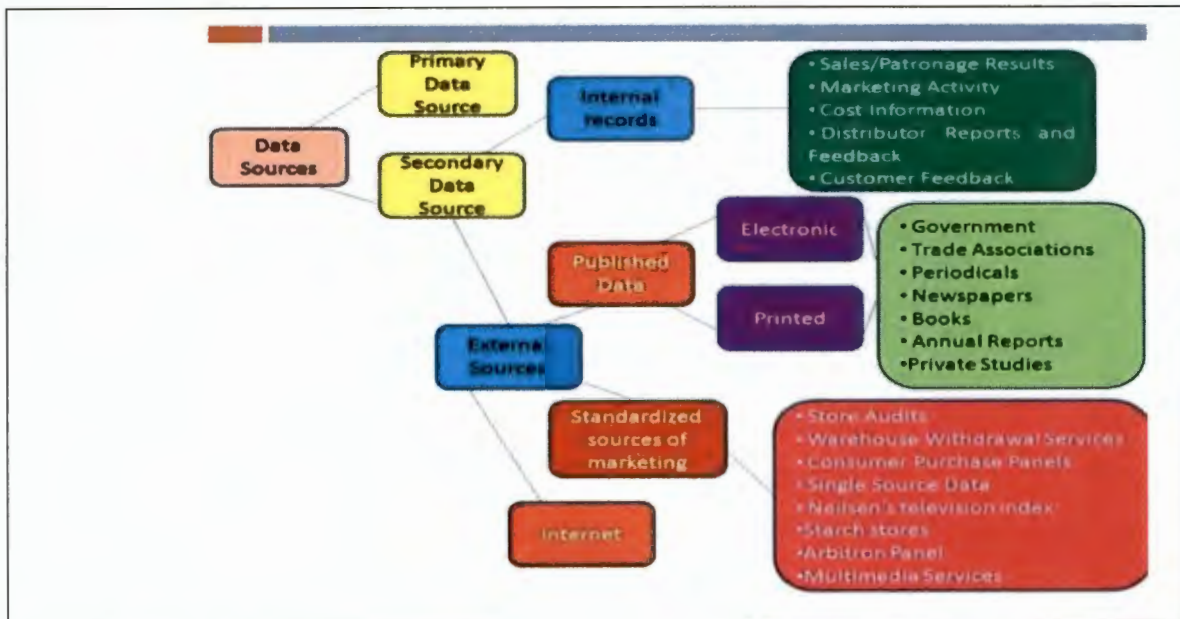 Primary
Data
Source
Internal
records
• Sales/Patronage Results
• Marketing Activity
• Cost Information
• Distributor Reports and
Feedback
• Customer Feedback
Data
Sources
Secondary
Data
Source
Published
Data
Electronic
Printed
• Government
• Trade Associations
• Periodicals
• Newspapers
• Books
• Annual Reports
•Private Studies
External
Sources
Standardized
sources of
marketing
• Store Audits
• Warehouse Withdrawal Services
• Consumer Purchase Panels
• Single Source Data
• Neilsen's television index
•Starch stores
•Arbitron Panel
•Multimedia Services
Internet